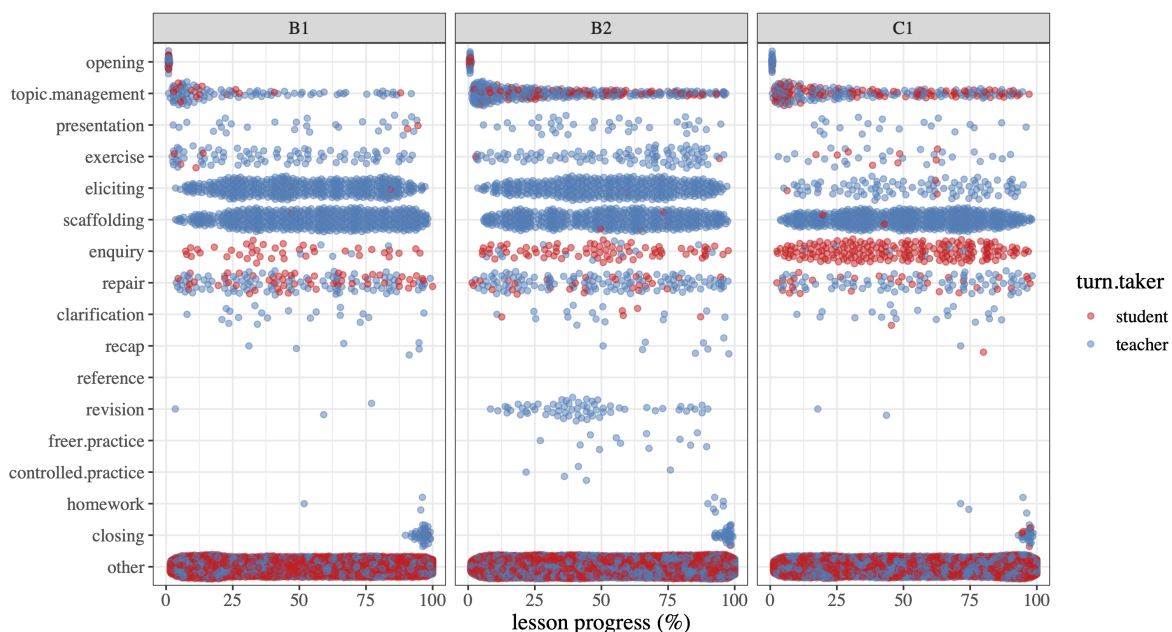 B1 B2 C1
opening
topic.management
presentation
exercise
eliciting
scaffolding
enquiry
repair
clarification
recap
reference
revision
freer.practice
controlled.practice
homework
closing
other
turn.taker
student
teacher
0 25 50 75 100 0 25 50 75 100 0 25 50 75 100
lesson progress (%)